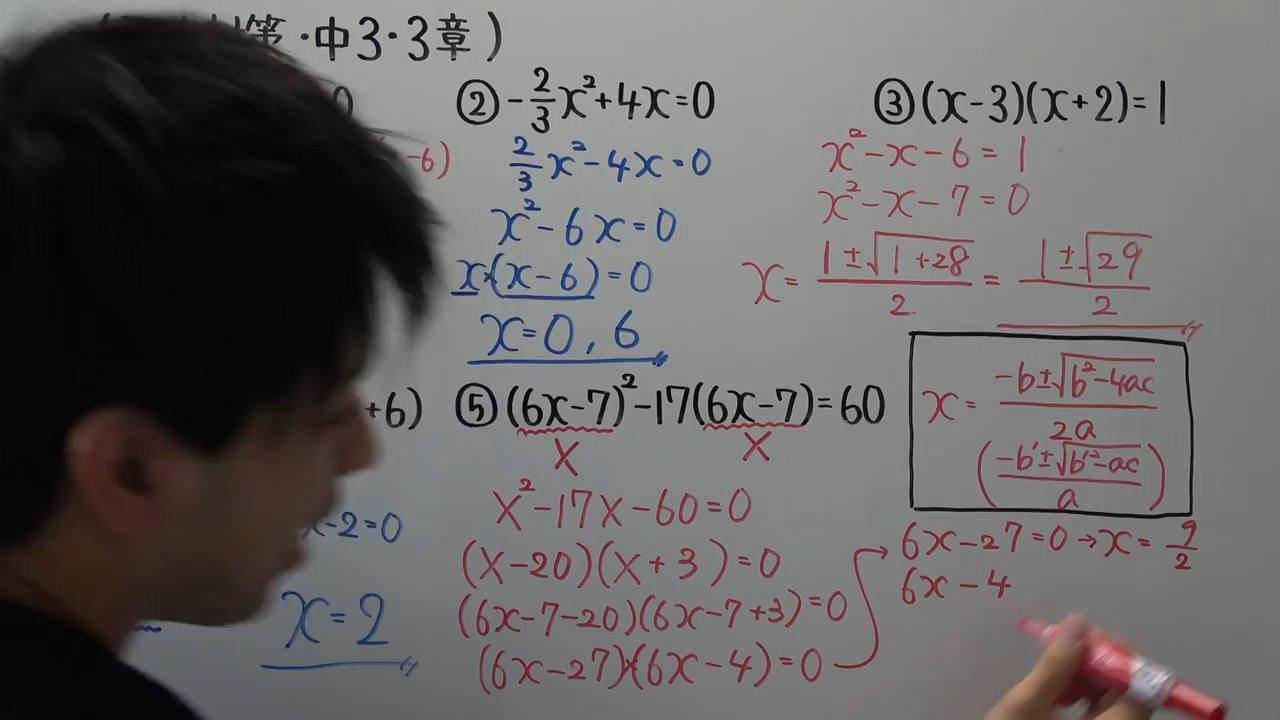 ·中3·3章)
0
② -2/3x²+4x=0
2/3x²-4x=0
x²-6x=0
x×(x-6)=0
x=0, 6
③ (x-3)(x+2)=1
x²-x-6=1
x²-x-7=0
x=(1±√(1+28))/2=(1±√29)/2
x=(-b±√(b²-4ac))/2a
((-b'±√(b'²-ac))/a)
-6)
+6)
x-2=0
x=2
⑤ (6x-7)²-17(6x-7)=60
X X
X²-17X-60=0
(X-20)(X+3)=0
(6x-7-20)(6x-7+3)=0
(6x-27)×(6x-4)=0
6x-27=0→x=9/2
6x-4